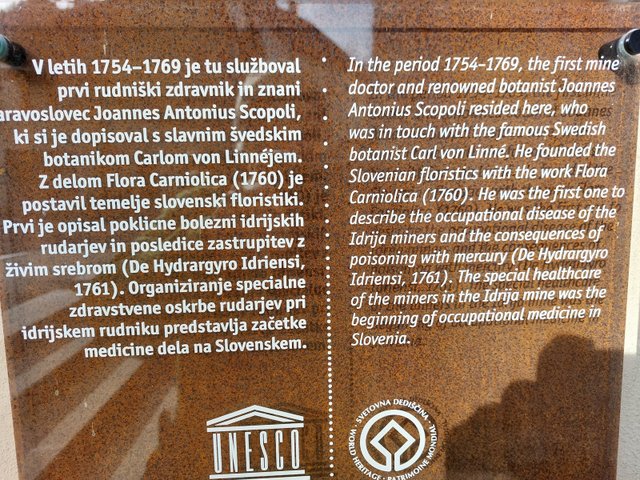 V letih 1754–1769 je tu služboval
prvi rudniški zdravnik in znani
aravoslovec Joannes Antonius Scopoli,
ki si je dopisoval s slavnim švedskim
botanikom Carlom von Linnéjem.
Z delom Flora Carniolica (1760) je
postavil temelje slovenski floristiki.
Prvi je opisal poklicne bolezni idrijskih
rudarjev in posledice zastrupitev z
živim srebrom (De Hydrargyro Idriensi,
1761). Organiziranje specialne
zdravstvene oskrbe rudarjev pri
idrijskem rudniku predstavlja začetke
medicine dela na Slovenskem.
In the period 1754–1769, the first mine
doctor and renowned botanist Joannes
Antonius Scopoli resided here, who
was in touch with the famous Swedish
botanist Carl von Linné. He founded the
Slovenian floristics with the work Flora
Carniolica (1760). He was the first one to
describe the occupational disease of the
Idrija miners and the consequences of
poisoning with mercury (De Hydrargyro
Idriensi, 1761). The special healthcare
of the miners in the Idrija mine was the
beginning of occupational medicine in
Slovenia.
UNESCO
SVETOVNA DEDIŠČINA • WORLD HERITAGE • PATRIMOINE MONDIAL •